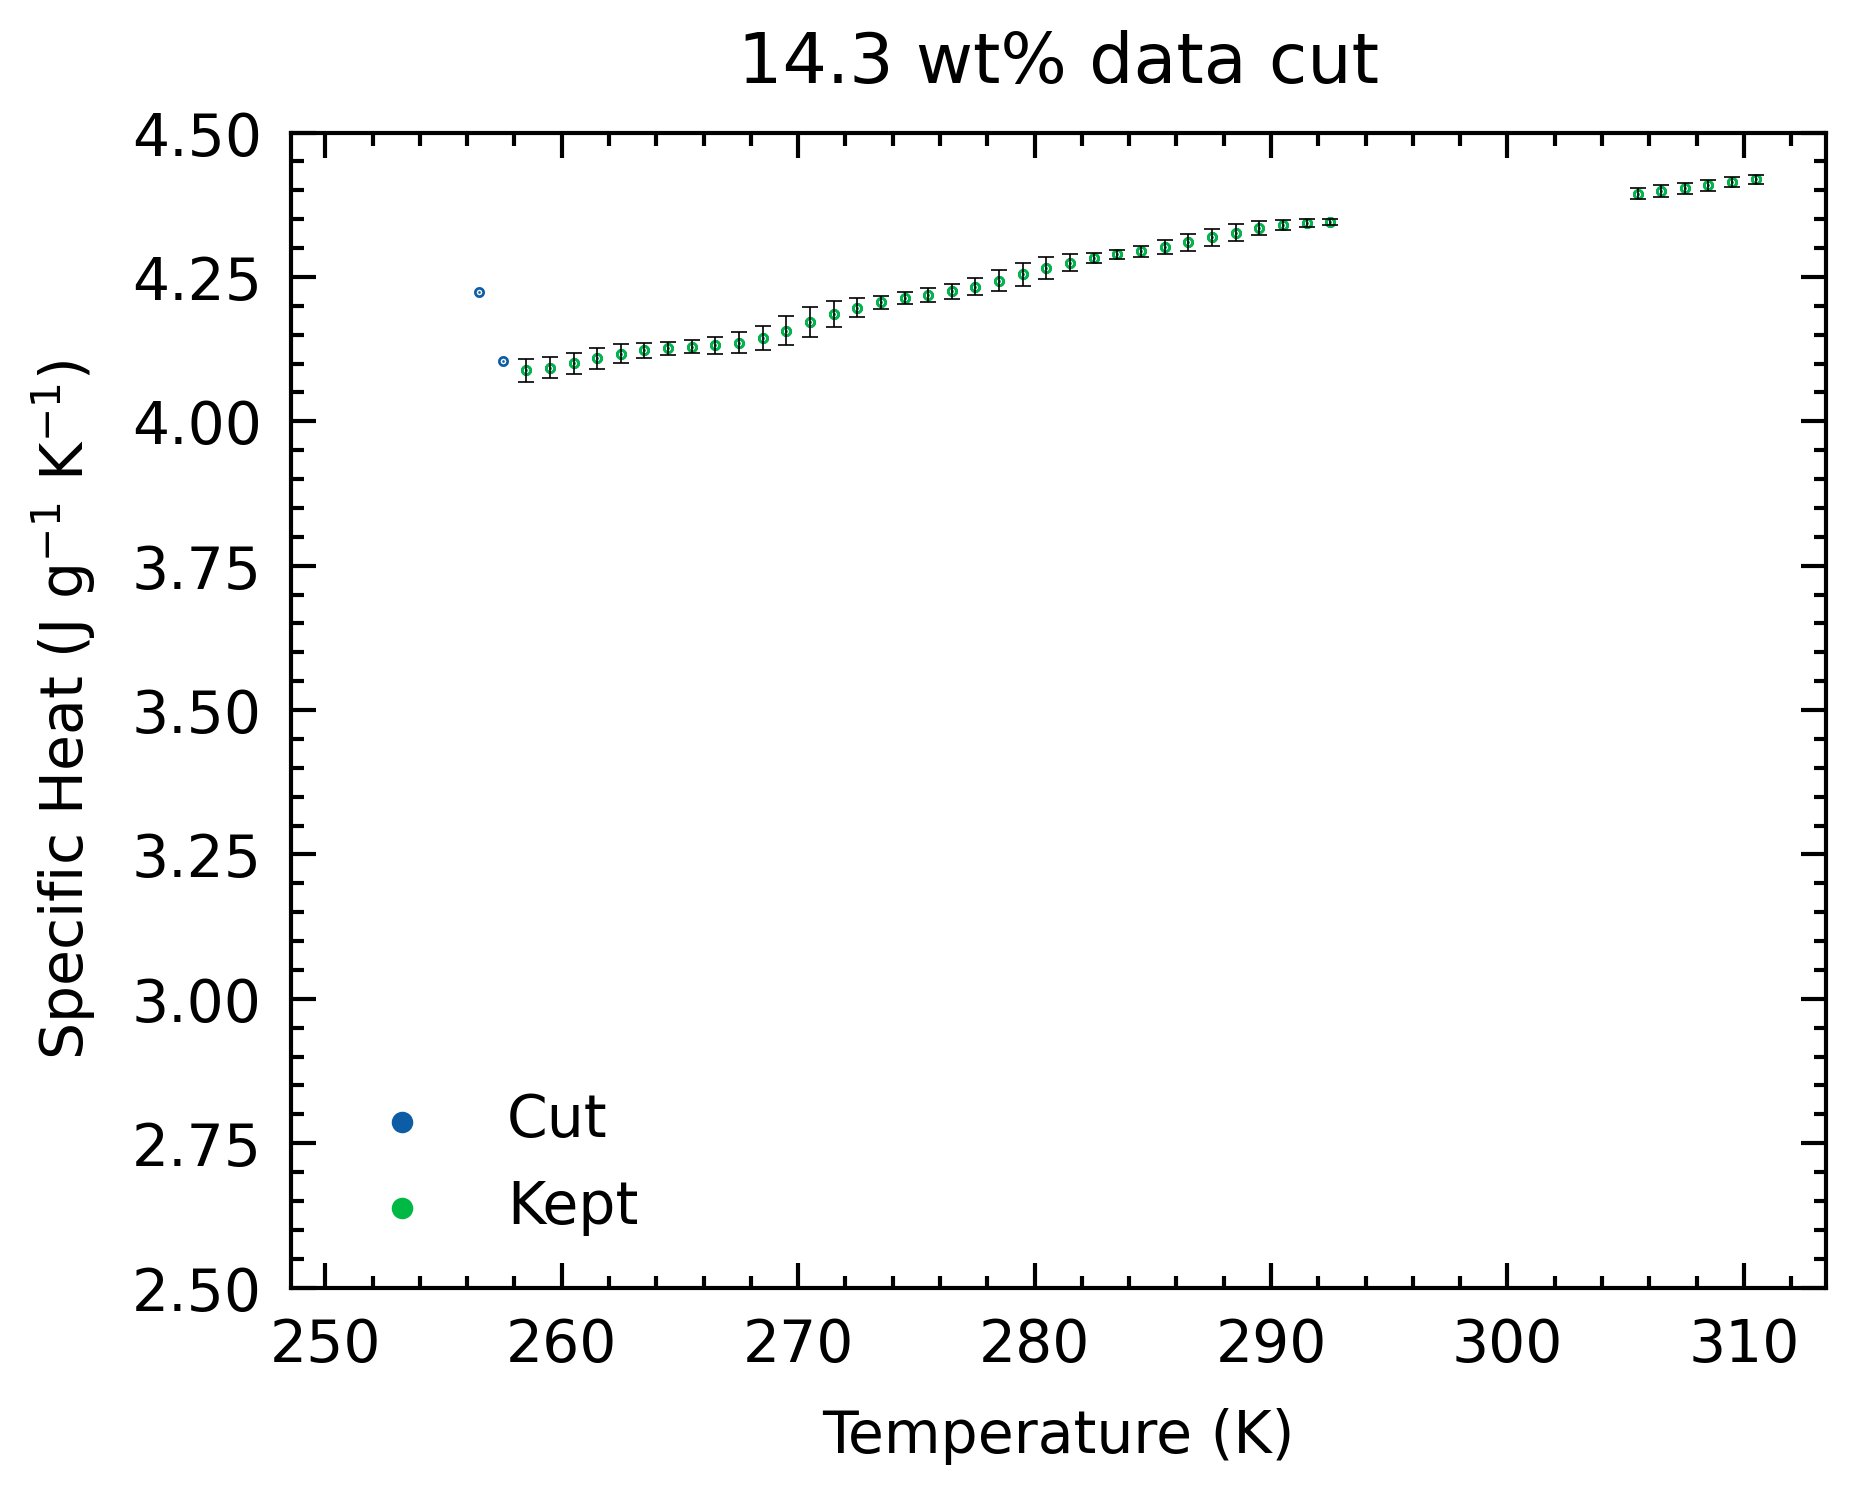 14.3 wt% data cut
4.50
4.25
4.00
3.75
3.50
3.25
3.00
2.75
2.50
Specific Heat (J g⁻¹ K⁻¹)
Cut
Kept
250 260 270 280 290 300 310
Temperature (K)